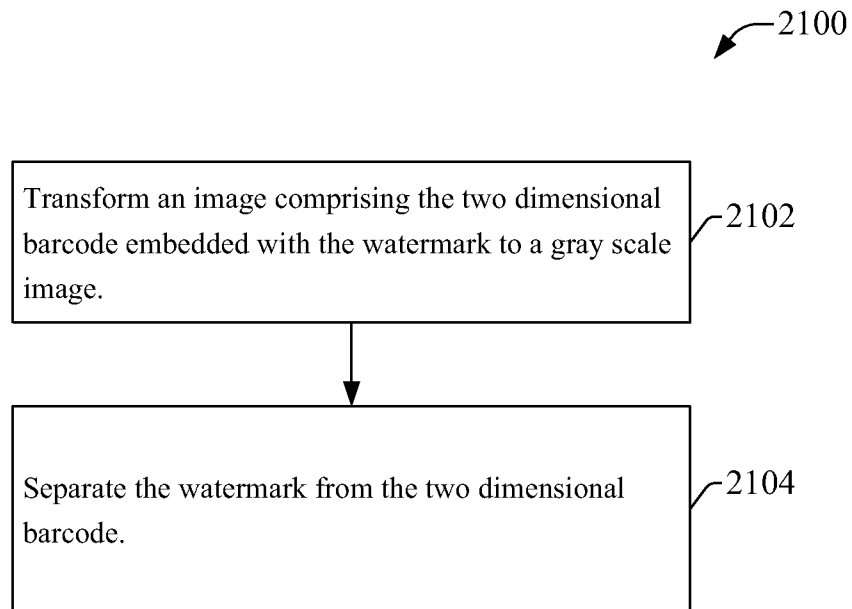 2100
Transform an image comprising the two dimensional
barcode embedded with the watermark to a gray scale
image.
2102
Separate the watermark from the two dimensional
barcode.
2104